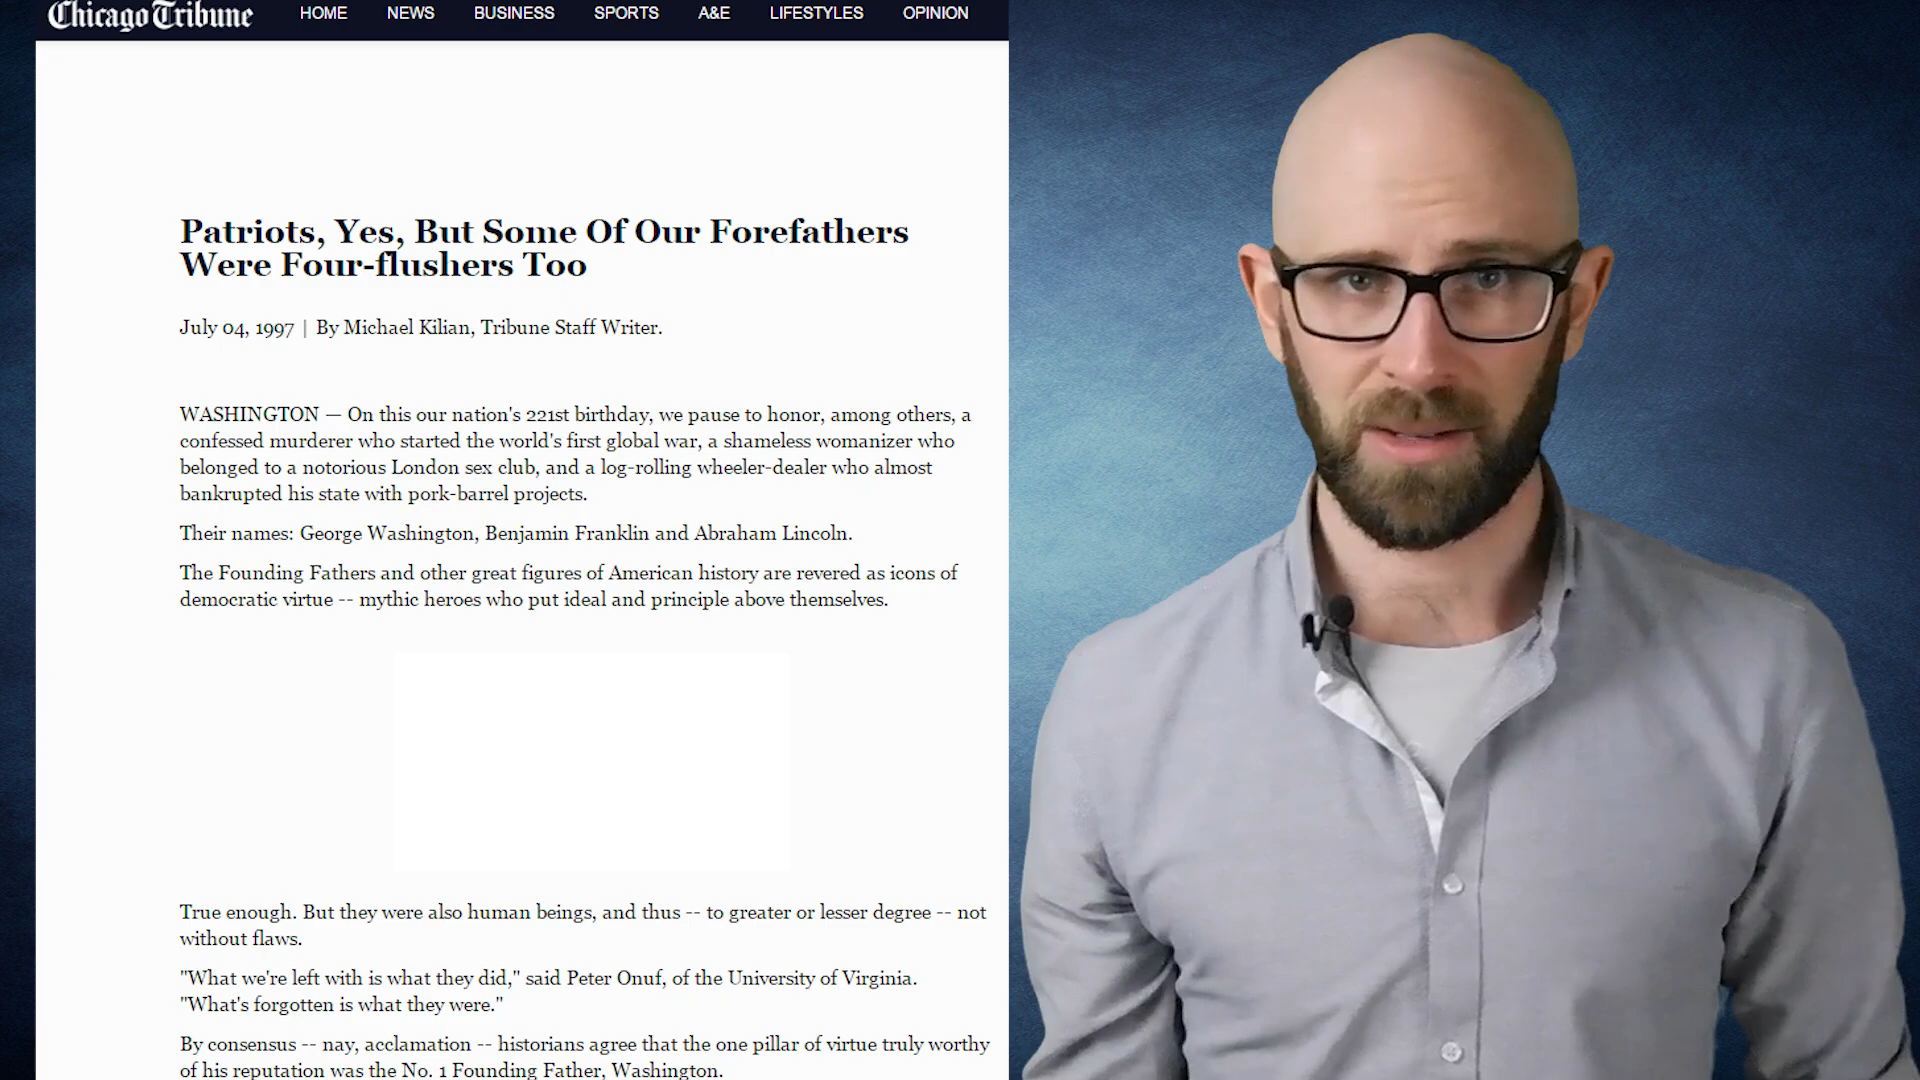 Chicago Tribune HOME NEWS BUSINESS SPORTS A&E LIFESTYLES OPINION
Patriots, Yes, But Some Of Our Forefathers
Were Four-flushers Too
July 04, 1997 | By Michael Kilian, Tribune Staff Writer.
WASHINGTON — On this our nation's 221st birthday, we pause to honor, among others, a
confessed murderer who started the world's first global war, a shameless womanizer who
belonged to a notorious London sex club, and a log-rolling wheeler-dealer who almost
bankrupted his state with pork-barrel projects.
Their names: George Washington, Benjamin Franklin and Abraham Lincoln.
The Founding Fathers and other great figures of American history are revered as icons of
democratic virtue -- mythic heroes who put ideal and principle above themselves.
True enough. But they were also human beings, and thus -- to greater or lesser degree -- not
without flaws.
"What we're left with is what they did," said Peter Onuf, of the University of Virginia.
"What's forgotten is what they were."
By consensus -- nay, acclamation -- historians agree that the one pillar of virtue truly worthy
of his reputation was the No. 1 Founding Father, Washington.